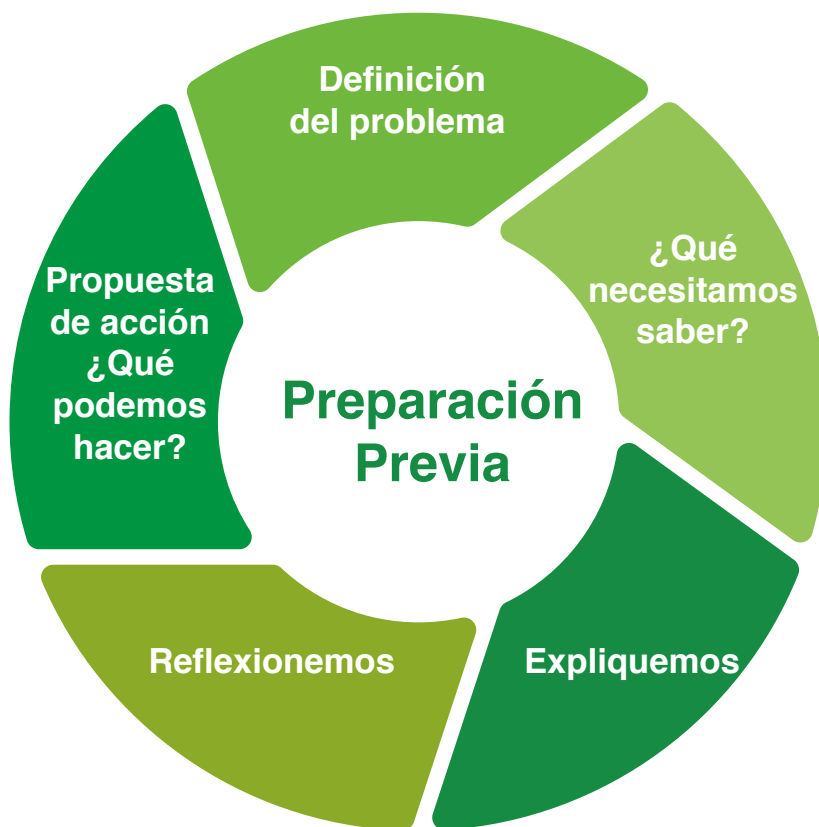 Definición
del problema
¿Qué
necesitamos
saber?
Expliquemos
Reflexionemos
Propuesta
de acción
¿Qué
podemos
hacer?
Preparación
Previa